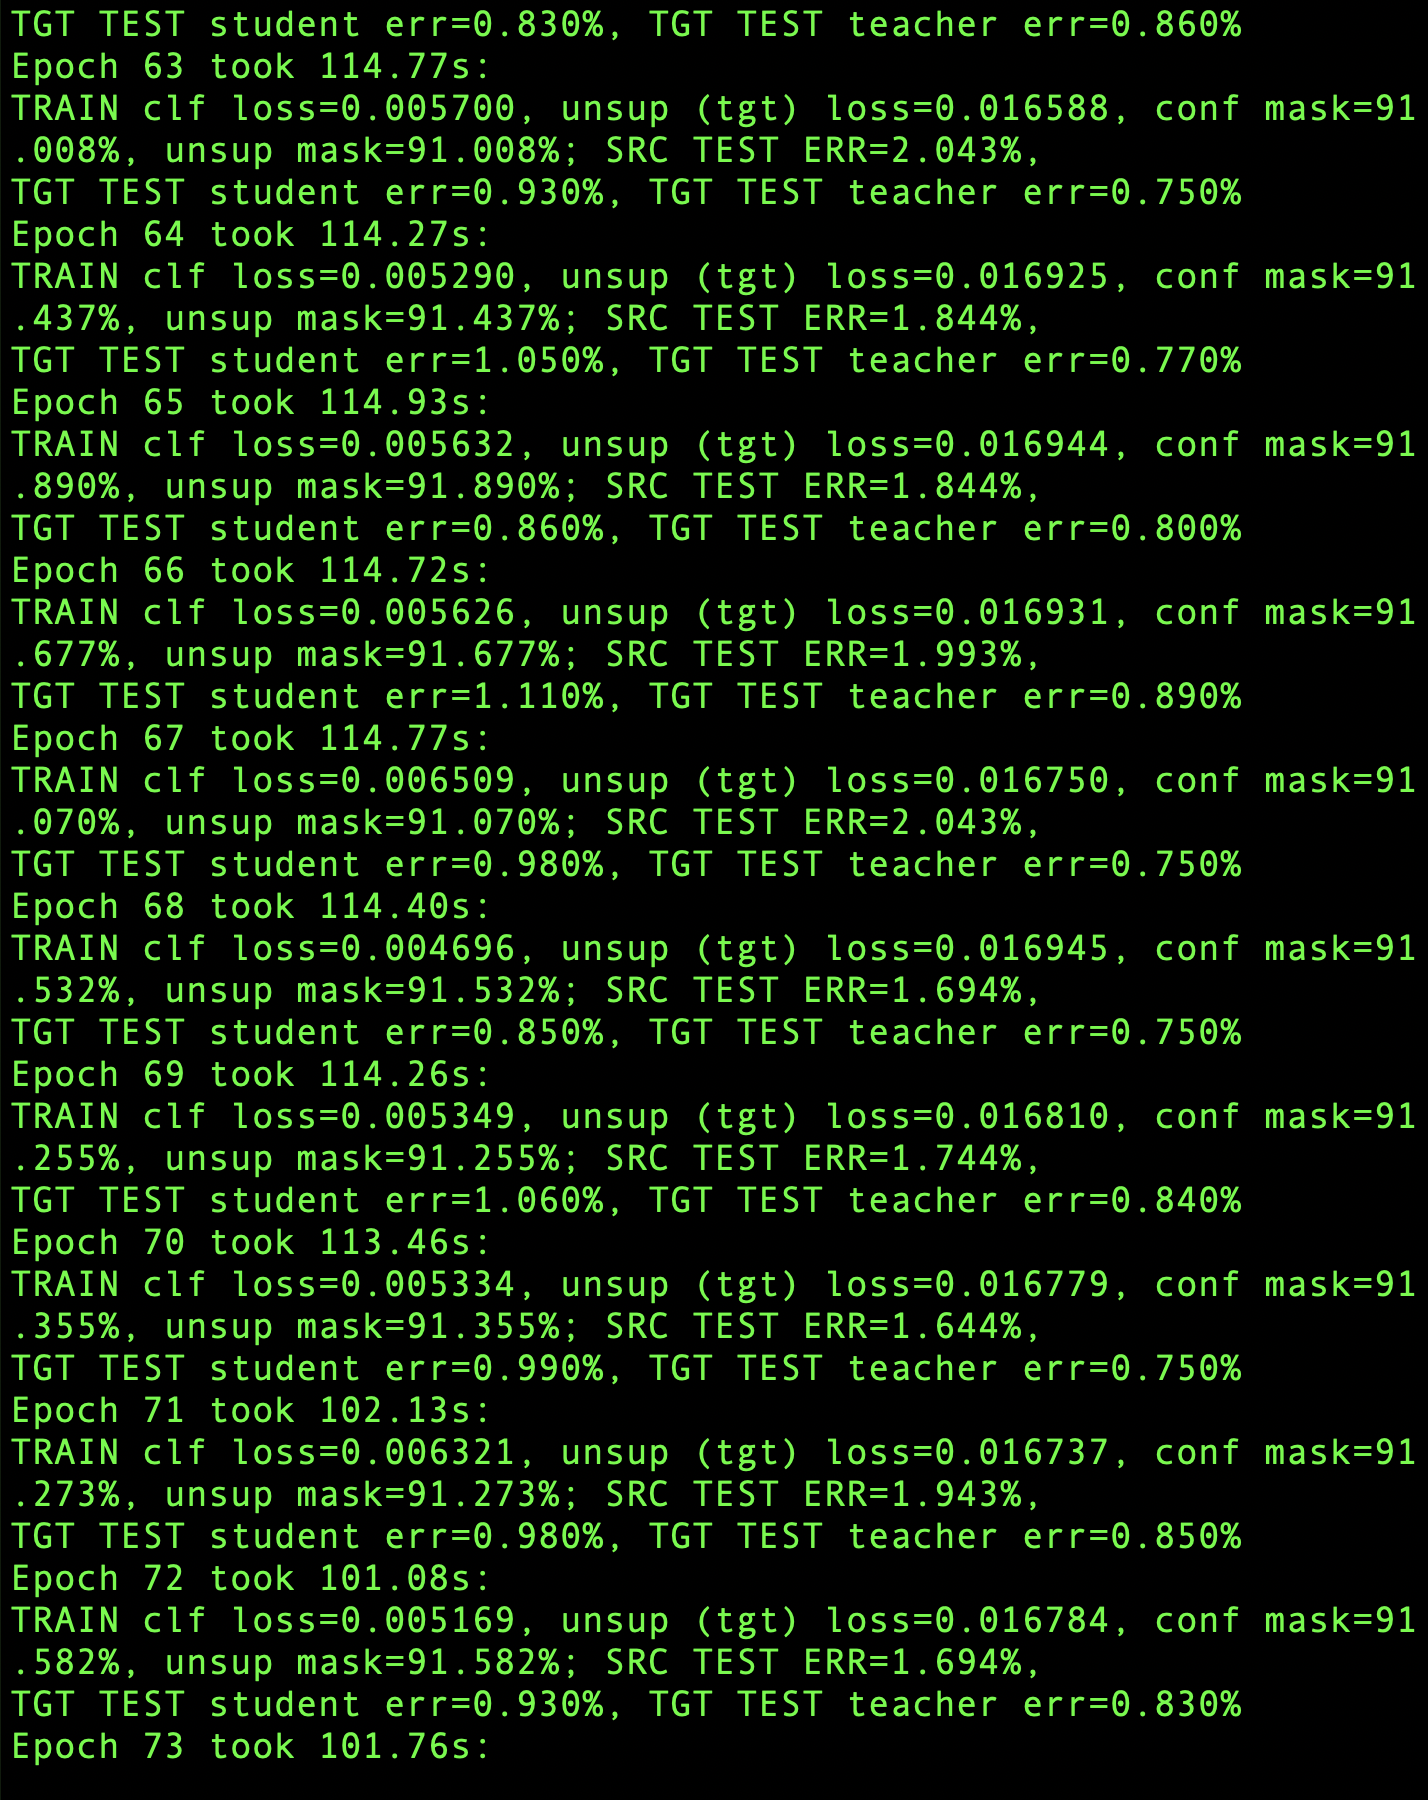 TGT TEST student err=0.830%, TGT TEST teacher err=0.860%
Epoch 63 took 114.77s:
TRAIN clf loss=0.005700, unsup (tgt) loss=0.016588, conf mask=91
.008%, unsup mask=91.008%; SRC TEST ERR=2.043%,
TGT TEST student err=0.930%, TGT TEST teacher err=0.750%
Epoch 64 took 114.27s:
TRAIN clf loss=0.005290, unsup (tgt) loss=0.016925, conf mask=91
.437%, unsup mask=91.437%; SRC TEST ERR=1.844%,
TGT TEST student err=1.050%, TGT TEST teacher err=0.770%
Epoch 65 took 114.93s:
TRAIN clf loss=0.005632, unsup (tgt) loss=0.016944, conf mask=91
.890%, unsup mask=91.890%; SRC TEST ERR=1.844%,
TGT TEST student err=0.860%, TGT TEST teacher err=0.800%
Epoch 66 took 114.72s:
TRAIN clf loss=0.005626, unsup (tgt) loss=0.016931, conf mask=91
.677%, unsup mask=91.677%; SRC TEST ERR=1.993%,
TGT TEST student err=1.110%, TGT TEST teacher err=0.890%
Epoch 67 took 114.77s:
TRAIN clf loss=0.006509, unsup (tgt) loss=0.016750, conf mask=91
.070%, unsup mask=91.070%; SRC TEST ERR=2.043%,
TGT TEST student err=0.980%, TGT TEST teacher err=0.750%
Epoch 68 took 114.40s:
TRAIN clf loss=0.004696, unsup (tgt) loss=0.016945, conf mask=91
.532%, unsup mask=91.532%; SRC TEST ERR=1.694%,
TGT TEST student err=0.850%, TGT TEST teacher err=0.750%
Epoch 69 took 114.26s:
TRAIN clf loss=0.005349, unsup (tgt) loss=0.016810, conf mask=91
.255%, unsup mask=91.255%; SRC TEST ERR=1.744%,
TGT TEST student err=1.060%, TGT TEST teacher err=0.840%
Epoch 70 took 113.46s:
TRAIN clf loss=0.005334, unsup (tgt) loss=0.016779, conf mask=91
.355%, unsup mask=91.355%; SRC TEST ERR=1.644%,
TGT TEST student err=0.990%, TGT TEST teacher err=0.750%
Epoch 71 took 102.13s:
TRAIN clf loss=0.006321, unsup (tgt) loss=0.016737, conf mask=91
.273%, unsup mask=91.273%; SRC TEST ERR=1.943%,
TGT TEST student err=0.980%, TGT TEST teacher err=0.850%
Epoch 72 took 101.08s:
TRAIN clf loss=0.005169, unsup (tgt) loss=0.016784, conf mask=91
.582%, unsup mask=91.582%; SRC TEST ERR=1.694%,
TGT TEST student err=0.930%, TGT TEST teacher err=0.830%
Epoch 73 took 101.76s: